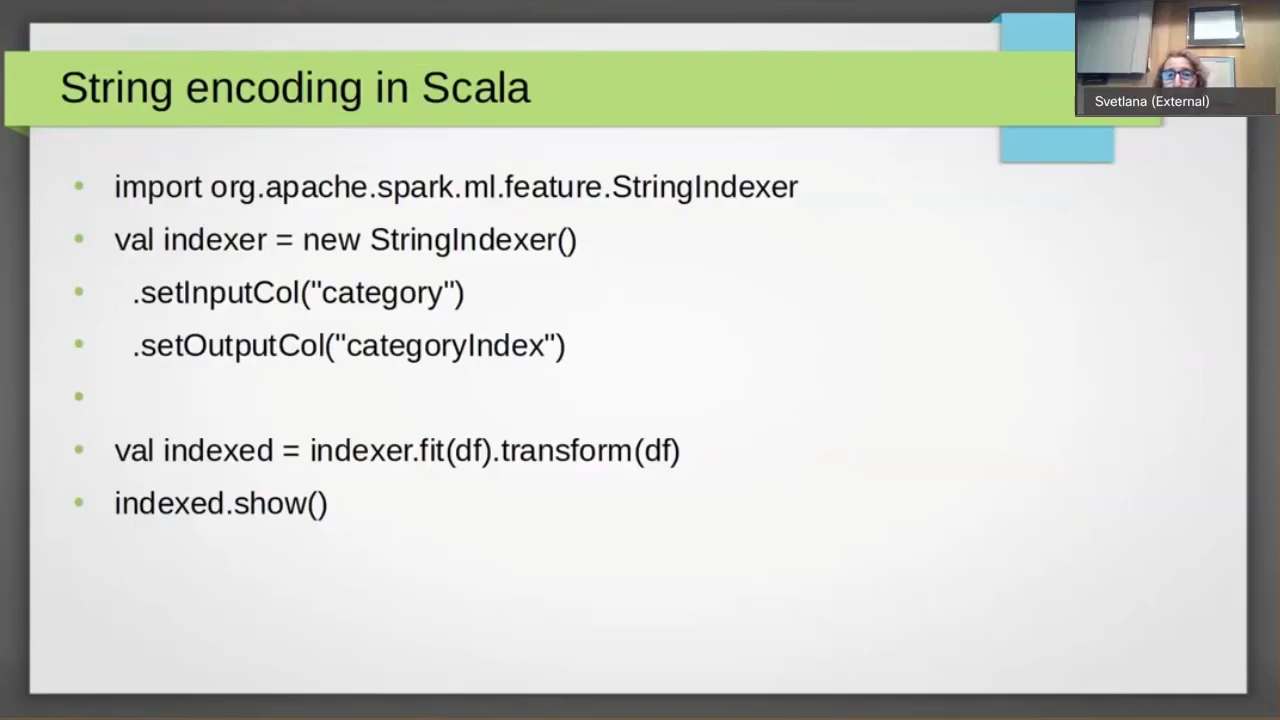 String encoding in Scala
Svetlana (External)
import org.apache.spark.ml.feature.StringIndexer
val indexer = new StringIndexer()
.setInputCol("category")
.setOutputCol("categoryIndex")
val indexed = indexer.fit(df).transform(df)
indexed.show()